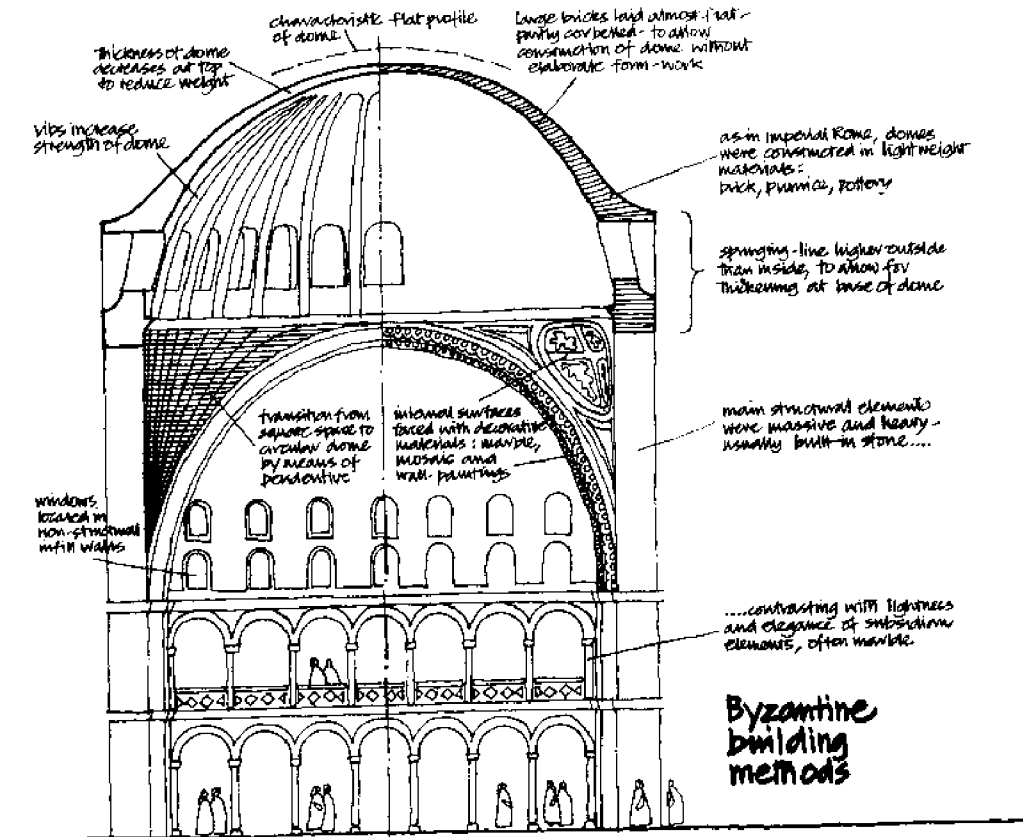 characteristic flat profile
of dome
large bricks laid almost flat -
partly corbelled - to allow
construction of dome without
elaborate form-work
thickness of dome
decreases at top
to reduce weight
ribs increase
strength of dome
as in Imperial Rome, domes
were constructed in lightweight
materials:
brick, pumice, pottery
springing-line higher outside
than inside, to allow for
thickening at base of dome
transition from
square space to
circular dome
by means of
pendentive
internal surfaces
faced with decorative
materials: marble,
mosaic and
wall-paintings
main structural elements
were massive and heavy -
usually built in stone....
windows
located in
non-structural
infill walls
....contrasting with lightness
and elegance of subsidiary
elements, often marble
Byzantine
building
methods